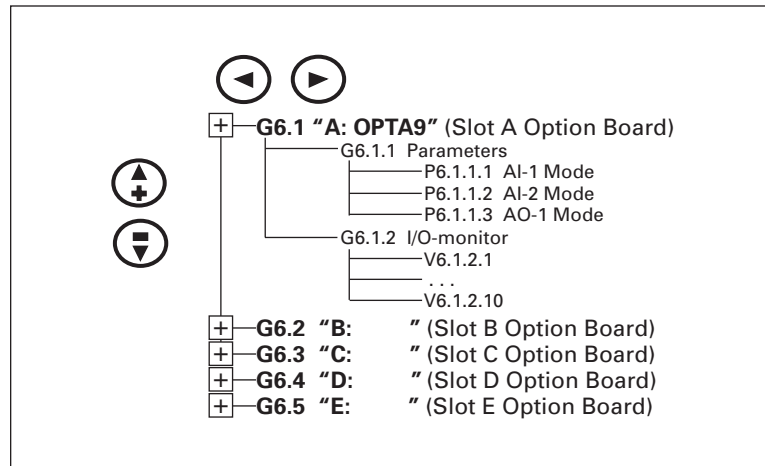 G6.1 “A: OPTA9” (Slot A Option Board)
G6.1.1 Parameters
P6.1.1.1 AI-1 Mode
P6.1.1.2 AI-2 Mode
P6.1.1.3 AO-1 Mode
G6.1.2 I/O-monitor
V6.1.2.1
. . .
V6.1.2.10
G6.2 “B: ” (Slot B Option Board)
G6.3 “C: ” (Slot C Option Board)
G6.4 “D: ” (Slot D Option Board)
G6.5 “E: ” (Slot E Option Board)